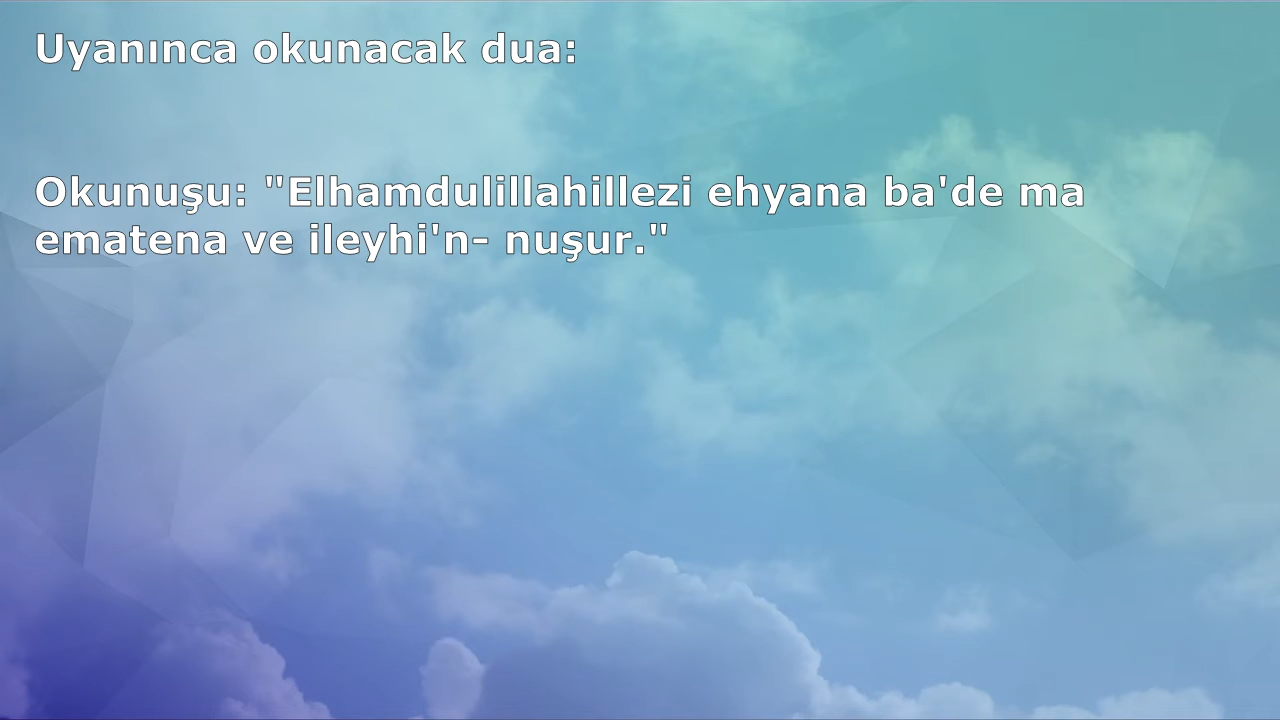 Uyanınca okunacak dua:
Okunuşu: "Elhamdulillahillezi ehyana ba'de ma
ematena ve ileyhi'n- nuşur."